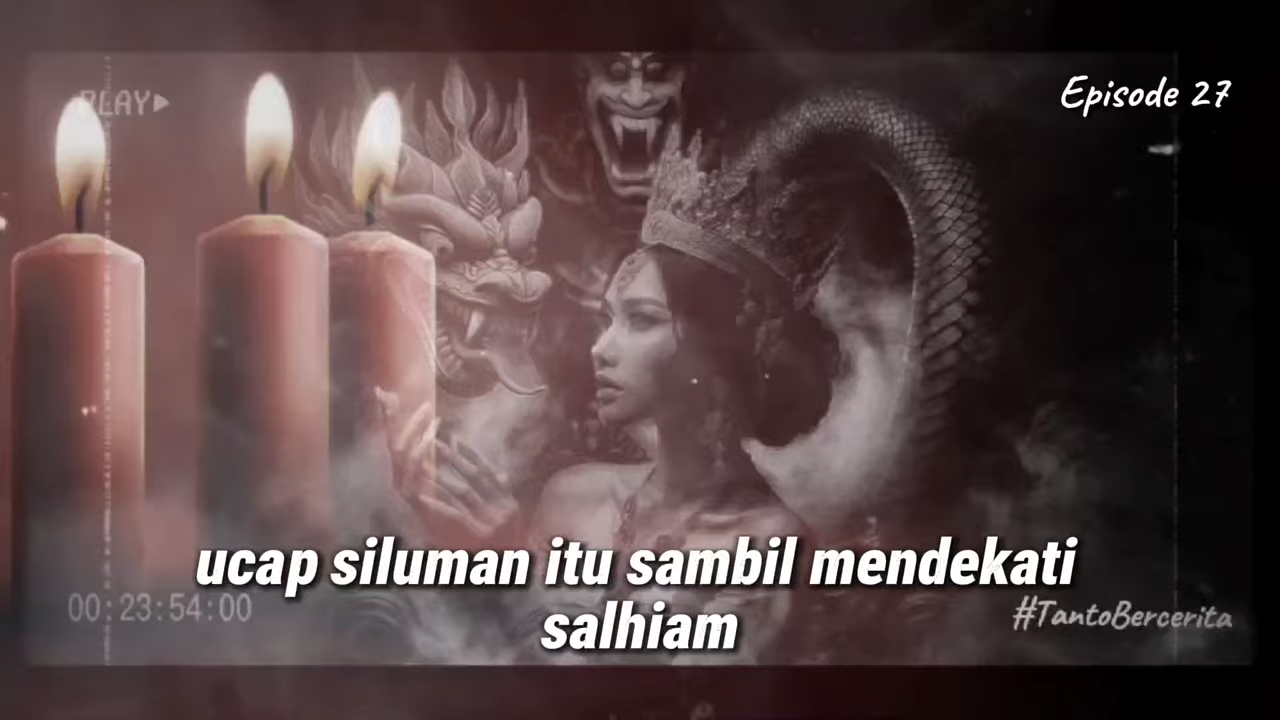 PLAY
Episode 27
ucap siluman itu sambil mendekati
salhiam
00:23:54:00
#TantoBercerita